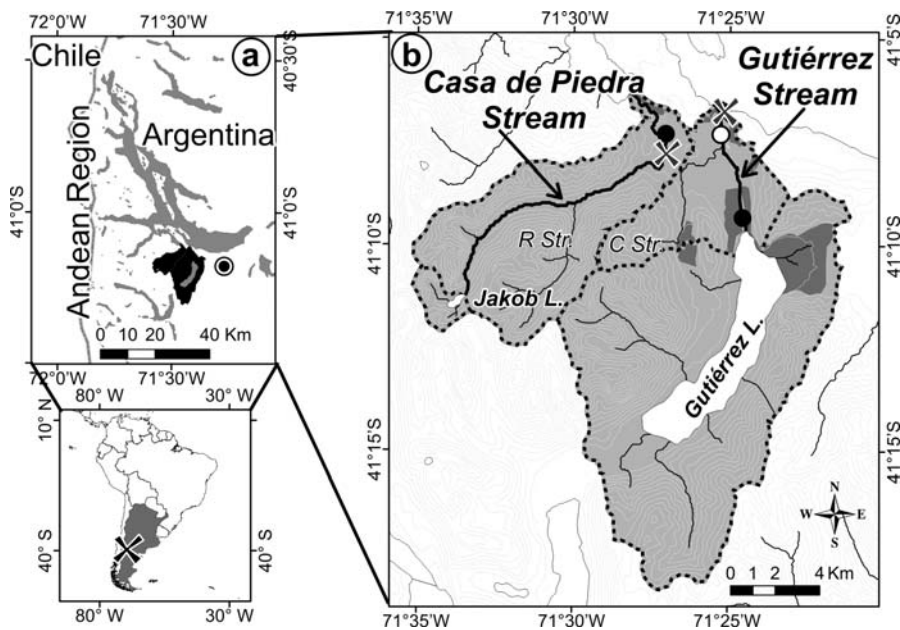 72°0'W 71°30'W
Chile
a
40°30'S
Argentina
Andean Region
41°0'S
41°0'S
0 10 20 40 Km
72°0'W 71°30'W
80° W 30° W
10° N
40° S
40° S
80° W 30° W
71°35'W 71°30'W 71°25'W
b
41°5'S
Casa de Piedra
Stream
Gutiérrez
Stream
41°10'S
41°10'S
R Str.
C Str.
Jakob L.
Gutiérrez L.
41°15'S
41°15'S
N
W E
S
0 1 2 4 Km
71°35'W 71°30'W 71°25'W